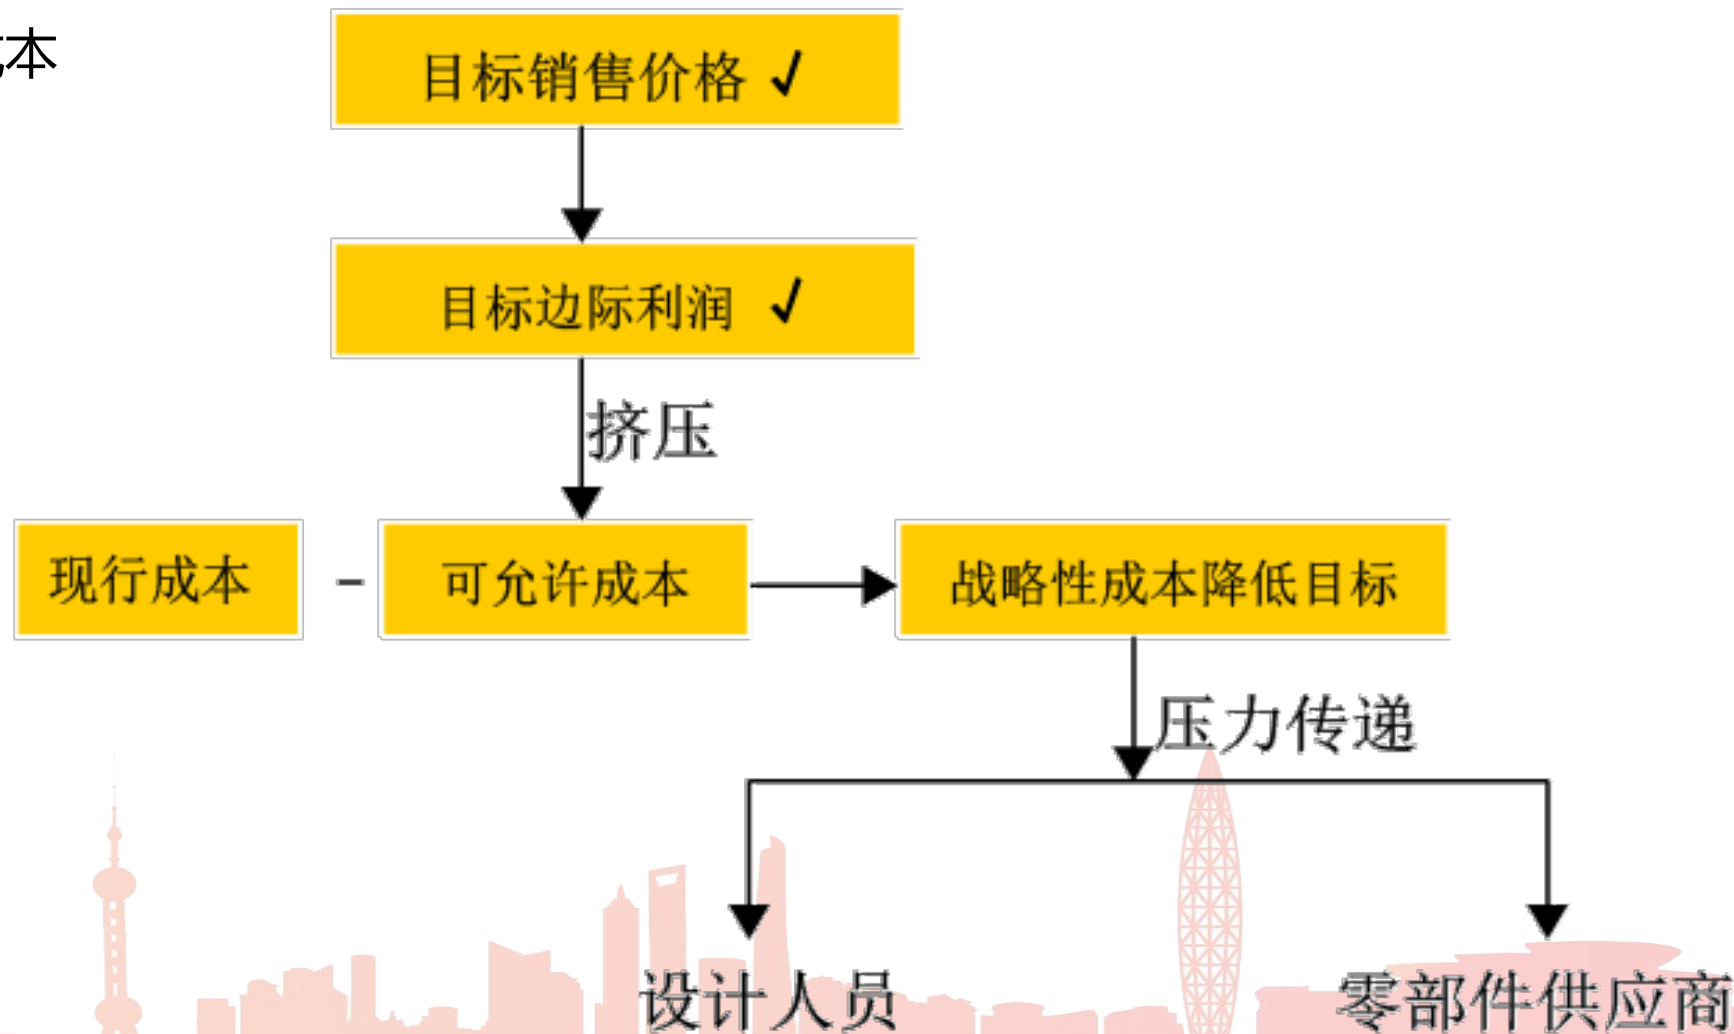 本
目标销售价格 √
目标边际利润 √
挤压
现行成本 - 可允许成本 战略性成本降低目标
压力传递
设计人员 零部件供应商